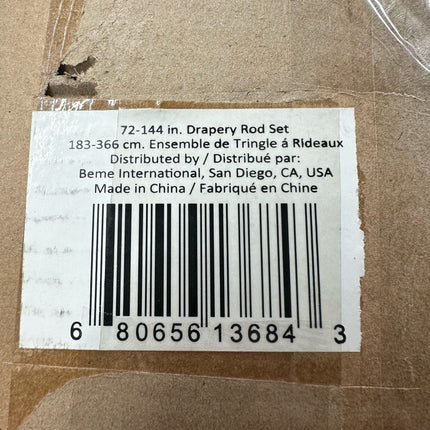 72-144 in. Drapery Rod Set
183-366 cm. Ensemble de Tringle á Rideaux
Distributed by / Distribué par:
Beme International, San Diego, CA, USA
Made in China / Fabriqué en Chine
6 80656 13684 3